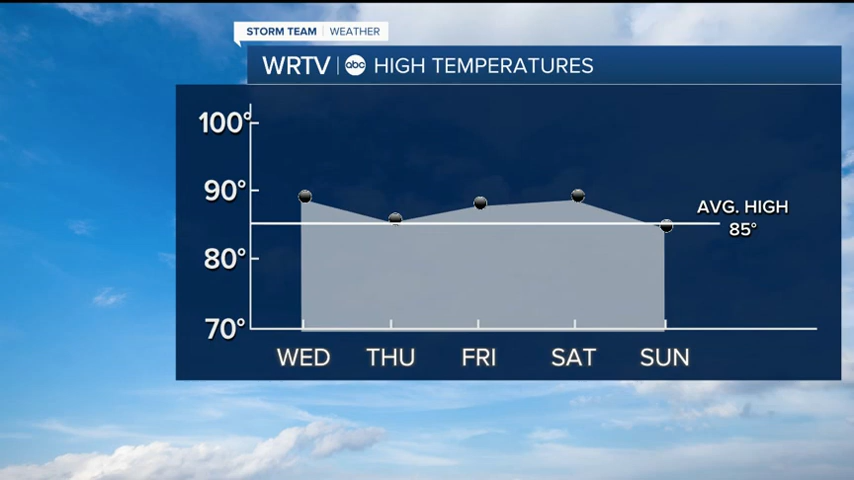 STORM TEAM | WEATHER
WRTV | abc HIGH TEMPERATURES
100°
90°
AVG. HIGH
85°
80°
70°
WED THU FRI SAT SUN